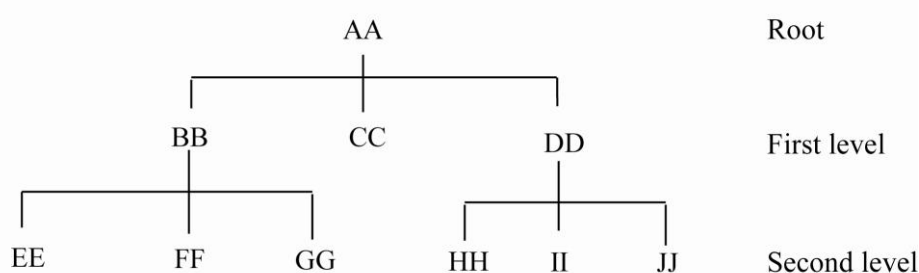 AA Root
BB CC DD First level
EE FF GG HH II JJ Second level